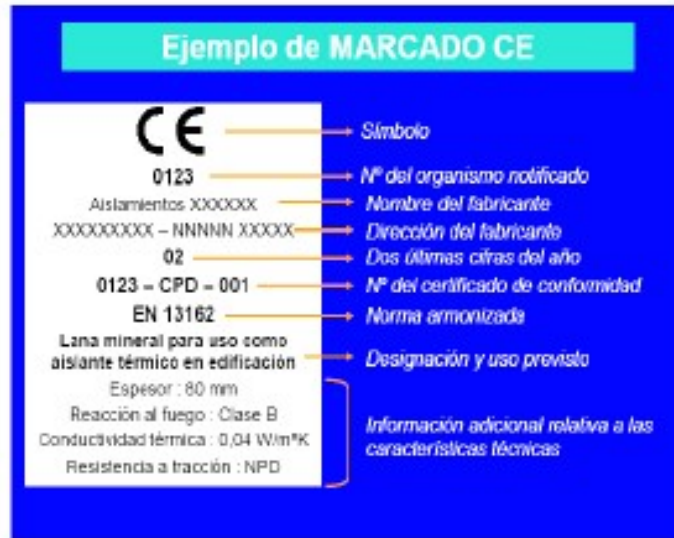 Ejemplo de MARCADO CE
CE
Símbolo
0123
Nº del organismo notificado
Aislamientos XXXXXX
Nombre del fabricante
XXXXXXXXX – NNNNN XXXXX
Dirección del fabricante
02
Dos últimas cifras del año
0123 – CPD – 001
Nº del certificado de conformidad
EN 13162
Norma armonizada
Lana mineral para uso como
aislante térmico en edificación
Designación y uso previsto
Espesor : 80 mm
Reacción al fuego : Clase B
Conductividad térmica : 0,04 W/mºK
Resistencia a tracción : NPD
Información adicional relativa a las
características técnicas